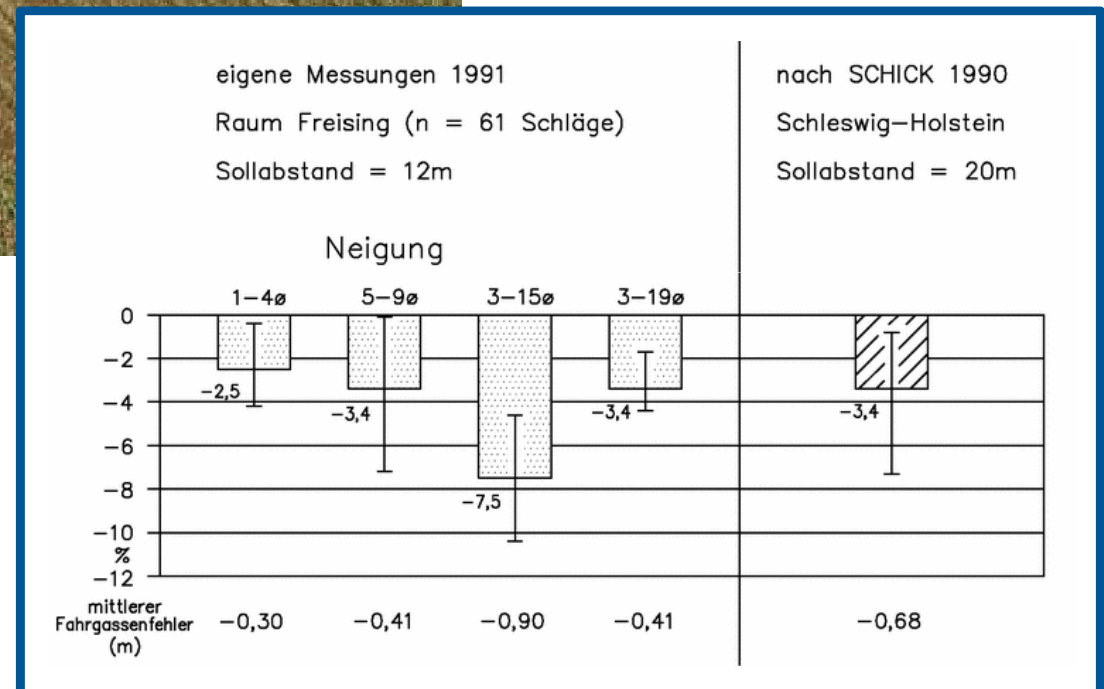 eigene Messungen 1991
Raum Freising (n = 61 Schläge)
Sollabstand = 12m
nach SCHICK 1990
Schleswig–Holstein
Sollabstand = 20m
Neigung
1–4ø 5–9ø 3–15ø 3–19ø
0
−2
−4
−6
−8
−10
%
−12
−2,5
−3,4
−7,5
−3,4
−3,4
mittlerer
Fahrgassenfehler
(m)
−0,30 −0,41 −0,90 −0,41 −0,68